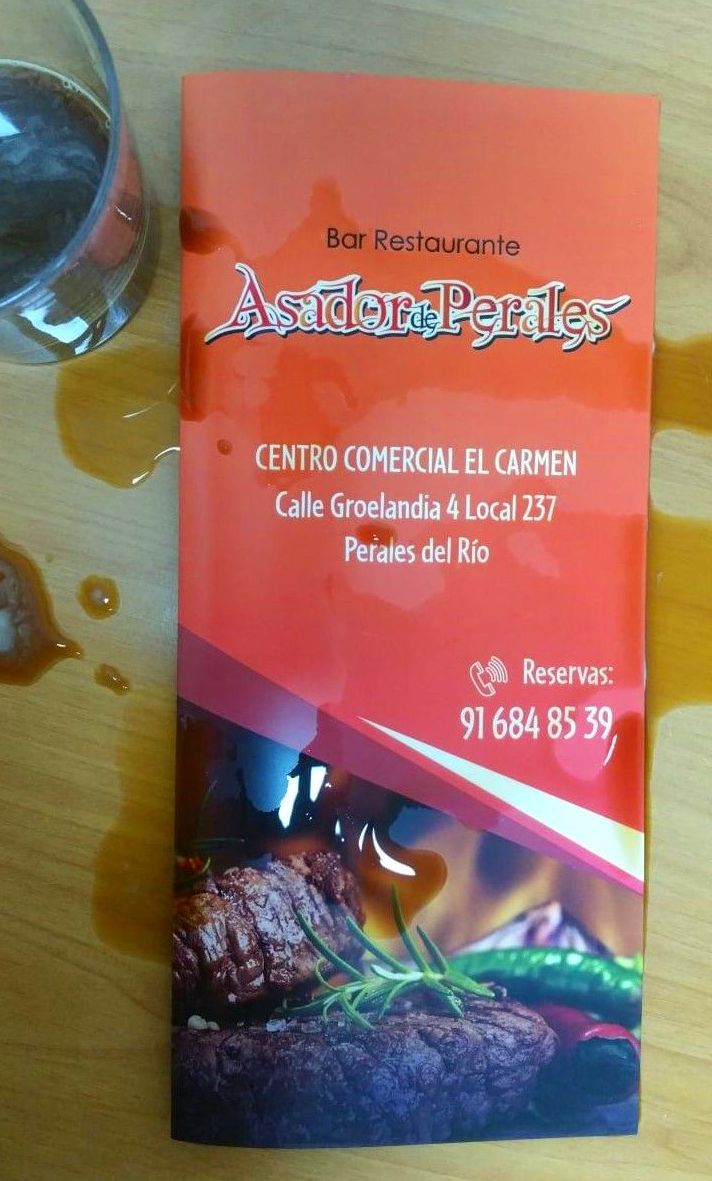 Bar Restaurante
Asador de Perales
CENTRO COMERCIAL EL CARMEN
Calle Groelandia 4 Local 237
Perales del Río
Reservas:
91 684 85 39